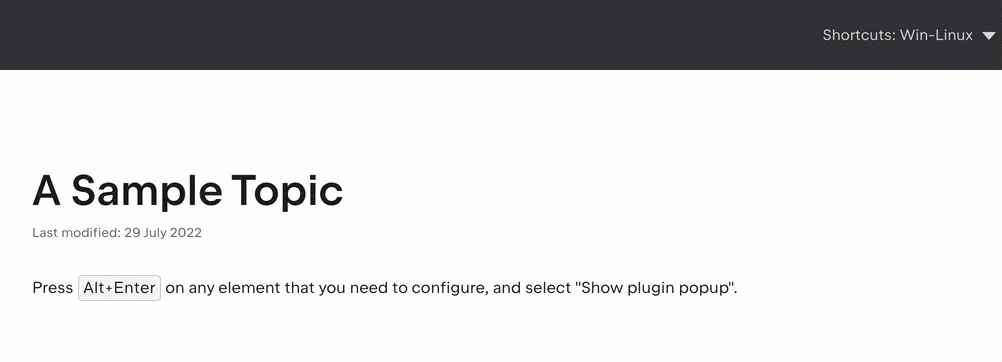 Shortcuts: Win-Linux
A Sample Topic
Last modified: 29 July 2022
Press Alt+Enter on any element that you need to configure, and select "Show plugin popup".